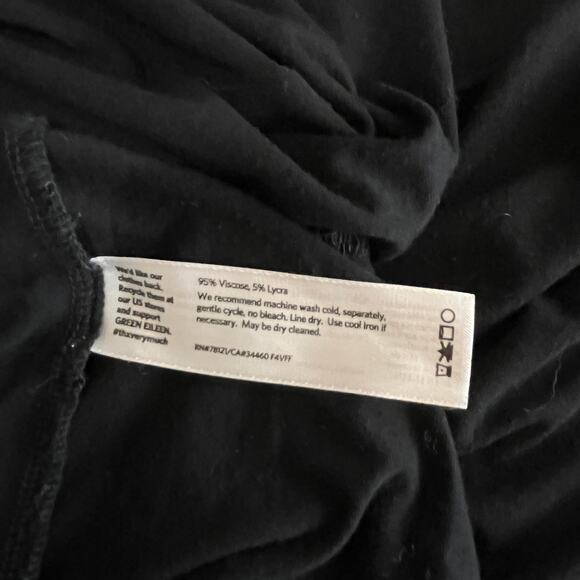 we'd like our
clothes back.
Recycle them at
our US stores
and support
GREEN EILEEN.
#thxverymuch
95% Viscose, 5% Lycra
We recommend machine wash cold, separately,
gentle cycle, no bleach. Line dry. Use cool iron if
necessary. May be dry cleaned.
RN#78121/CA#34460 F4VFF